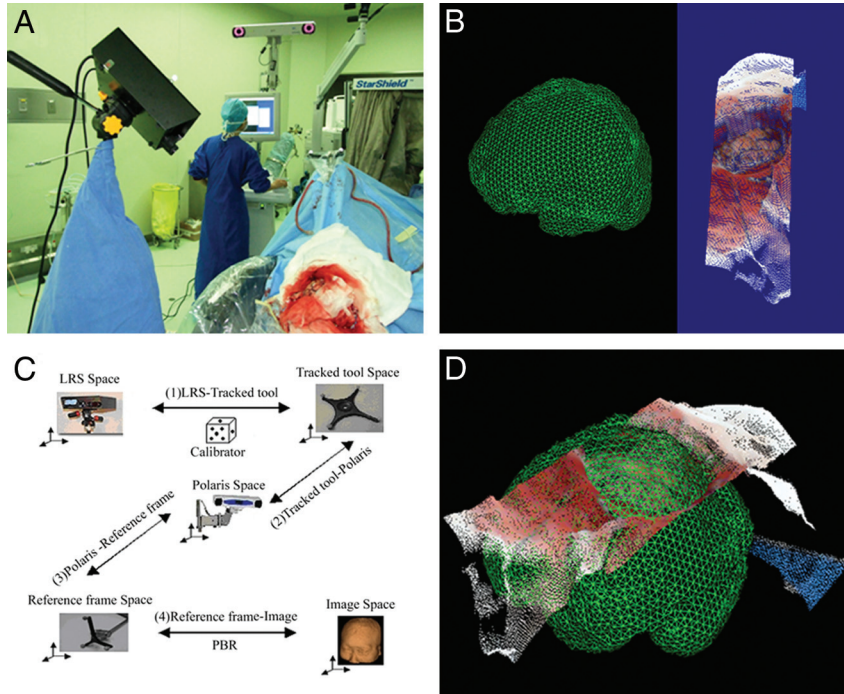 A
StarShield™
B
C
LRS Space
Tracked tool Space
(1)LRS-Tracked tool
Calibrator
Polaris Space
(2)Tracked tool-Polaris
(3)Polaris -Reference frame
Reference frame Space
(4)Reference frame-Image
Image Space
PBR
D